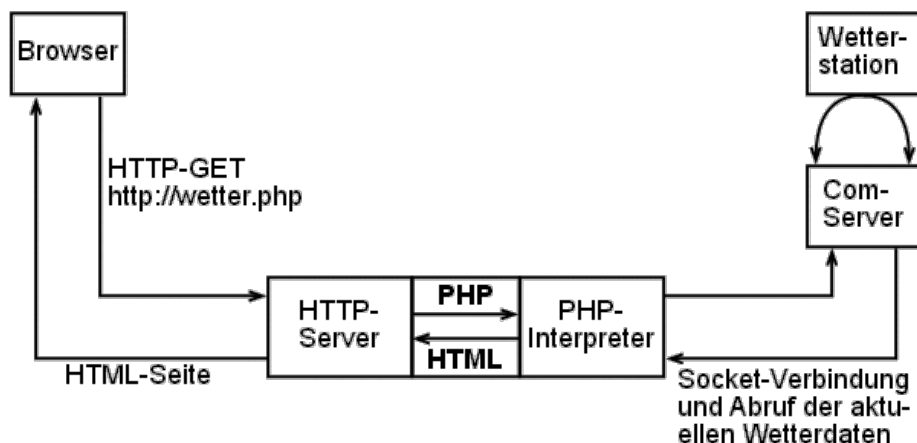 Browser
Wetter-
station
HTTP-GET
http://wetter.php
Com-
Server
HTTP-
Server
PHP
HTML
PHP-
Interpreter
HTML-Seite
Socket-Verbindung
und Abruf der aktu-
ellen Wetterdaten